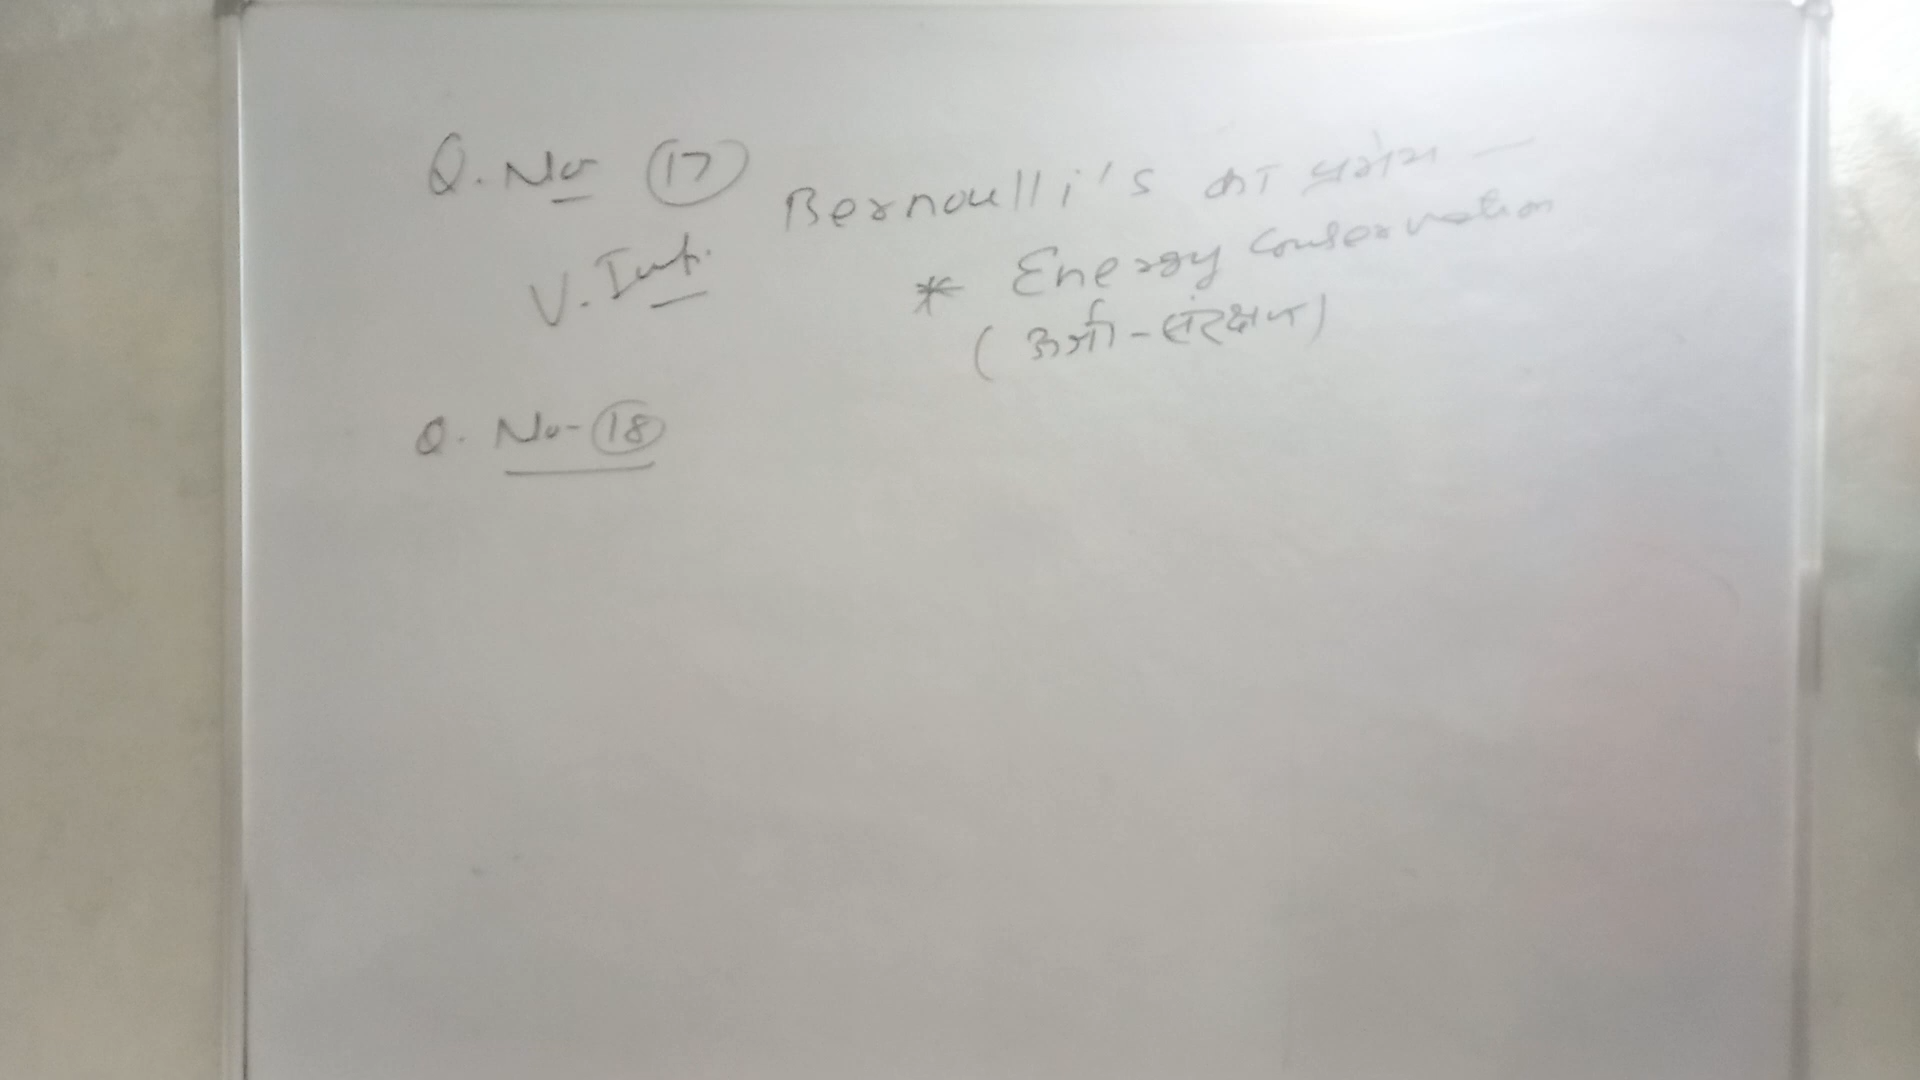 Q. No (17) Bernoulli's का प्रमेय —
V. Imp. * Energy Conservation
(ऊर्जा - संरक्षण)
Q. No - (18)